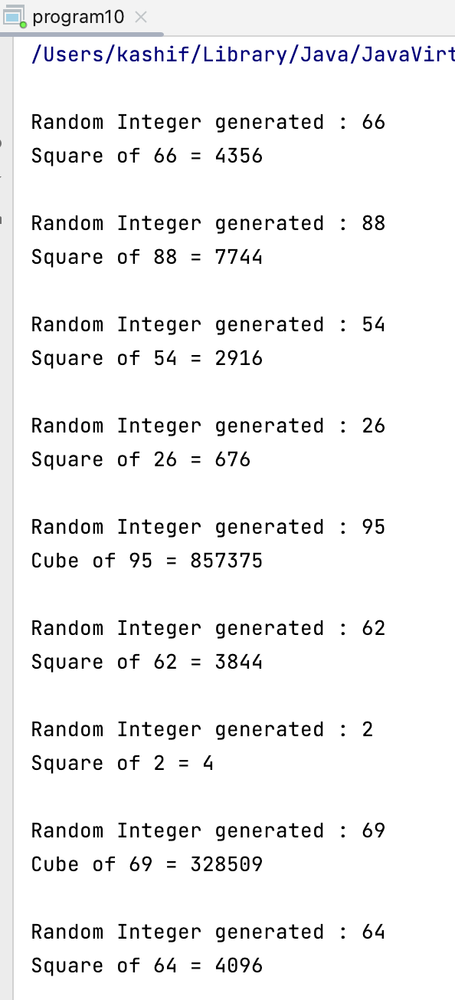 program10
/Users/kashif/Library/Java/JavaVirt
Random Integer generated : 66
Square of 66 = 4356
Random Integer generated : 88
Square of 88 = 7744
Random Integer generated : 54
Square of 54 = 2916
Random Integer generated : 26
Square of 26 = 676
Random Integer generated : 95
Cube of 95 = 857375
Random Integer generated : 62
Square of 62 = 3844
Random Integer generated : 2
Square of 2 = 4
Random Integer generated : 69
Cube of 69 = 328509
Random Integer generated : 64
Square of 64 = 4096